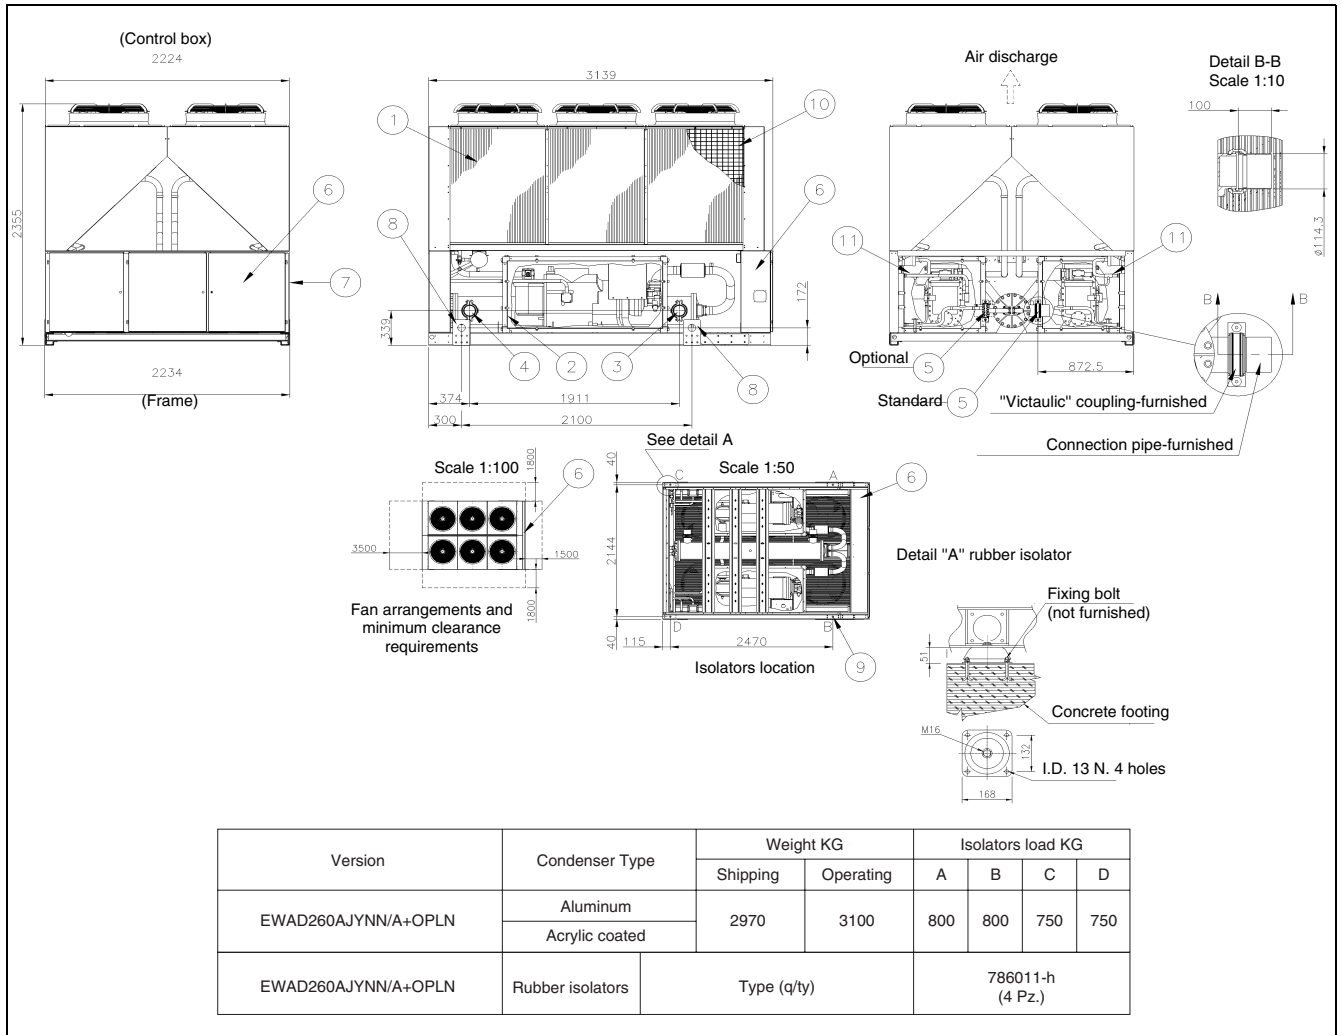 (Control box)
2224
2355
6
7
2234
(Frame)
3139
1
10
8
6
172
339
4
2
3
8
374
1911
300
2100
Air discharge
11
11
Optional
5
Standard
5
872.5
Detail B-B
Scale 1:10
100
ø114,3
B
B
"Victaulic" coupling-furnished
Connection pipe-furnished
Scale 1:100
1800
6
3500
1500
1800
Fan arrangements and
minimum clearance
requirements
See detail A
Scale 1:50
40
C
A
6
2144
D
B
40
115
2470
9
Isolators location
Detail "A" rubber isolator
Fixing bolt
(not furnished)
51
Concrete footing
M16
132
I.D. 13 N. 4 holes
168
Version Condenser Type Weight KG Isolators load KG
Shipping Operating A B C D
EWAD260AJYNN/A+OPLN Aluminum 2970 3100 800 800 750 750
Acrylic coated
EWAD260AJYNN/A+OPLN Rubber isolators Type (q/ty) 786011-h
(4 Pz.)